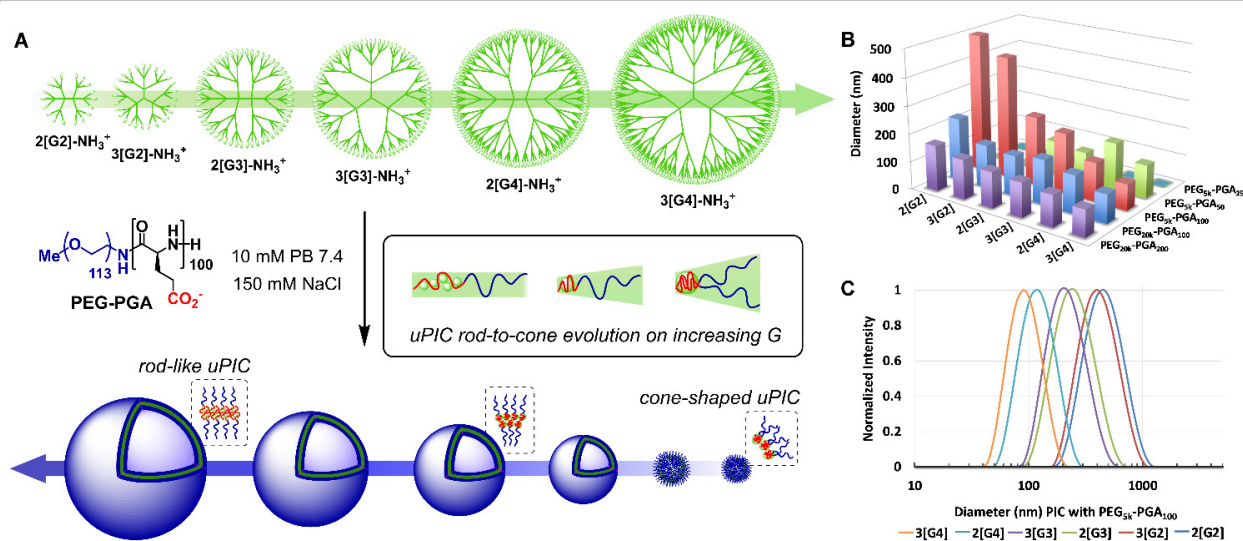 A
2[G2]-NH3+
3[G2]-NH3+
2[G3]-NH3+
3[G3]-NH3+
2[G4]-NH3+
3[G4]-NH3+
Me
O
113
N
H
O
H
N
H
100
CO2-
PEG-PGA
10 mM PB 7.4
150 mM NaCl
uPIC rod-to-cone evolution on increasing G
rod-like uPIC
cone-shaped uPIC
B
Diameter (nm)
500
400
300
200
100
0
2[G2]
3[G2]
2[G3]
3[G3]
2[G4]
3[G4]
PEG5k-PGA25
PEG5k-PGA50
PEG5k-PGA100
PEG20k-PGA100
PEG20k-PGA200
C
Normalized Intensity
1
0.8
0.6
0.4
0.2
0
10
100
1000
Diameter (nm) PIC with PEG5k-PGA100
3[G4] 2[G4] 3[G3] 2[G3] 3[G2] 2[G2]